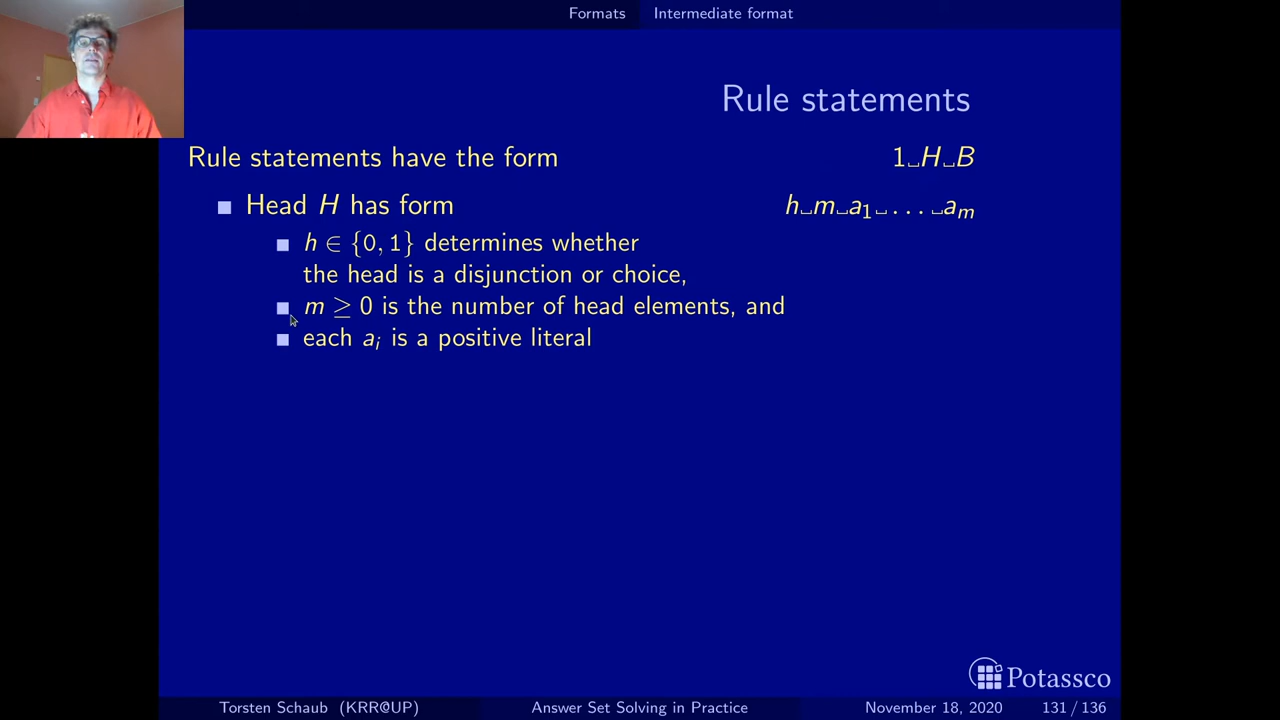 Formats Intermediate format
Rule statements
Rule statements have the form 1␣H␣B
Head H has form h␣m␣a₁␣...␣aₘ
h ∈ {0, 1} determines whether
the head is a disjunction or choice,
m ≥ 0 is the number of head elements, and
each aᵢ is a positive literal
Potassco
Torsten Schaub (KRR@UP) Answer Set Solving in Practice November 18, 2020 131 / 136